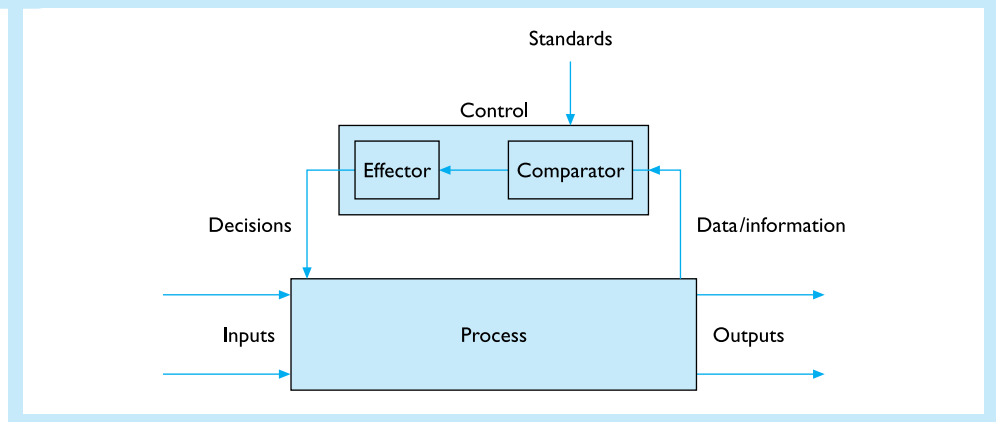 Standards
Control
Effector
Comparator
Decisions
Data/information
Inputs
Process
Outputs